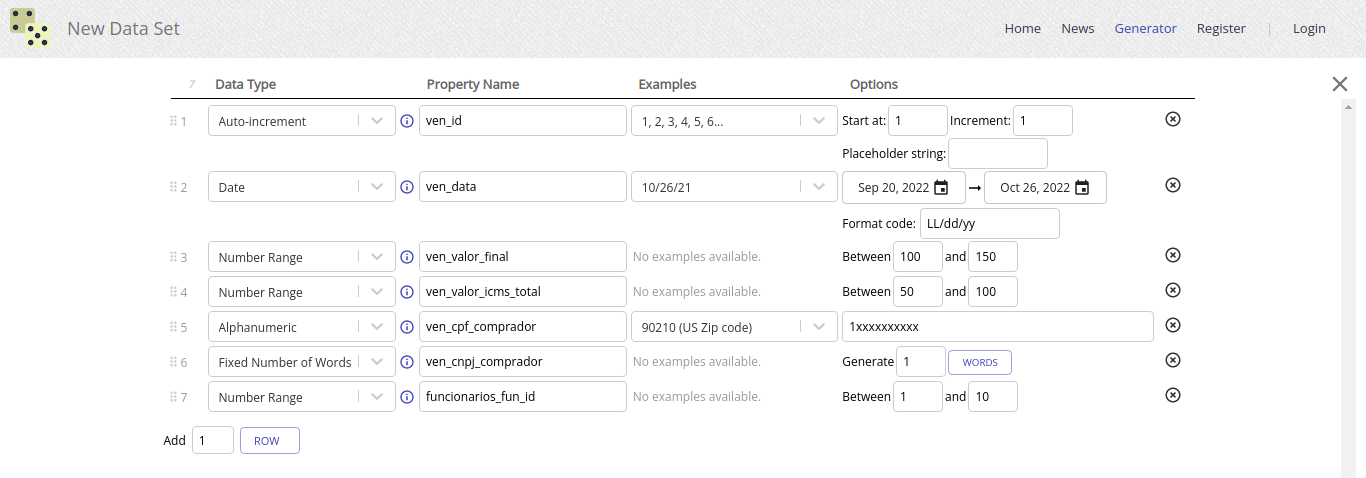 New Data Set Home News Generator Register Login
7 Data Type Property Name Examples Options
1 Auto-increment ven_id 1, 2, 3, 4, 5, 6... Start at: 1 Increment: 1
Placeholder string:
2 Date ven_data 10/26/21 Sep 20, 2022 → Oct 26, 2022
Format code: LL/dd/yy
3 Number Range ven_valor_final No examples available. Between 100 and 150
4 Number Range ven_valor_icms_total No examples available. Between 50 and 100
5 Alphanumeric ven_cpf_comprador 90210 (US Zip code) 1xxxxxxxxxx
6 Fixed Number of Words ven_cnpj_comprador No examples available. Generate 1 WORDS
7 Number Range funcionarios_fun_id No examples available. Between 1 and 10
Add 1 ROW